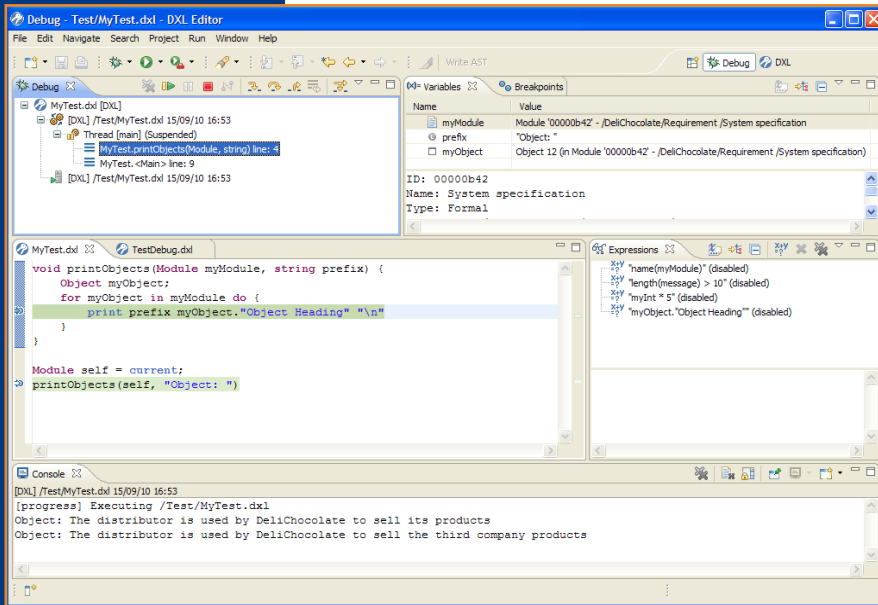 Debug - Test/MyTest.dxl - DXL Editor
File Edit Navigate Search Project Run Window Help
Write AST
Debug DXL
Debug
MyTest.dxl [DXL]
[DXL] /Test/MyTest.dxl 15/09/10 16:53
Thread [main] (Suspended)
MyTest.printObjects(Module, string) line: 4
MyTest.<Main> line: 9
[DXL] /Test/MyTest.dxl 15/09/10 16:53
(x)= Variables Breakpoints
Name Value
myModule Module '00000b42' - /DeliChocolate/Requirement /System specification
prefix "Object: "
myObject Object 12 (in Module '00000b42' - /DeliChocolate/Requirement /System specification)
ID: 00000b42
Name: System specification
Type: Formal
MyTest.dxl TestDebug.dxl
void printObjects(Module myModule, string prefix) {
Object myObject;
for myObject in myModule do {
print prefix myObject."Object Heading" "\n"
}
}
Module self = current;
printObjects(self, "Object: ")
Expressions
"name(myModule)" (disabled)
"length(message) > 10" (disabled)
"myInt * 5" (disabled)
"myObject."Object Heading"" (disabled)
Console
[DXL] /Test/MyTest.dxl 15/09/10 16:53
[progress] Executing /Test/MyTest.dxl
Object: The distributor is used by DeliChocolate to sell its products
Object: The distributor is used by DeliChocolate to sell the third company products